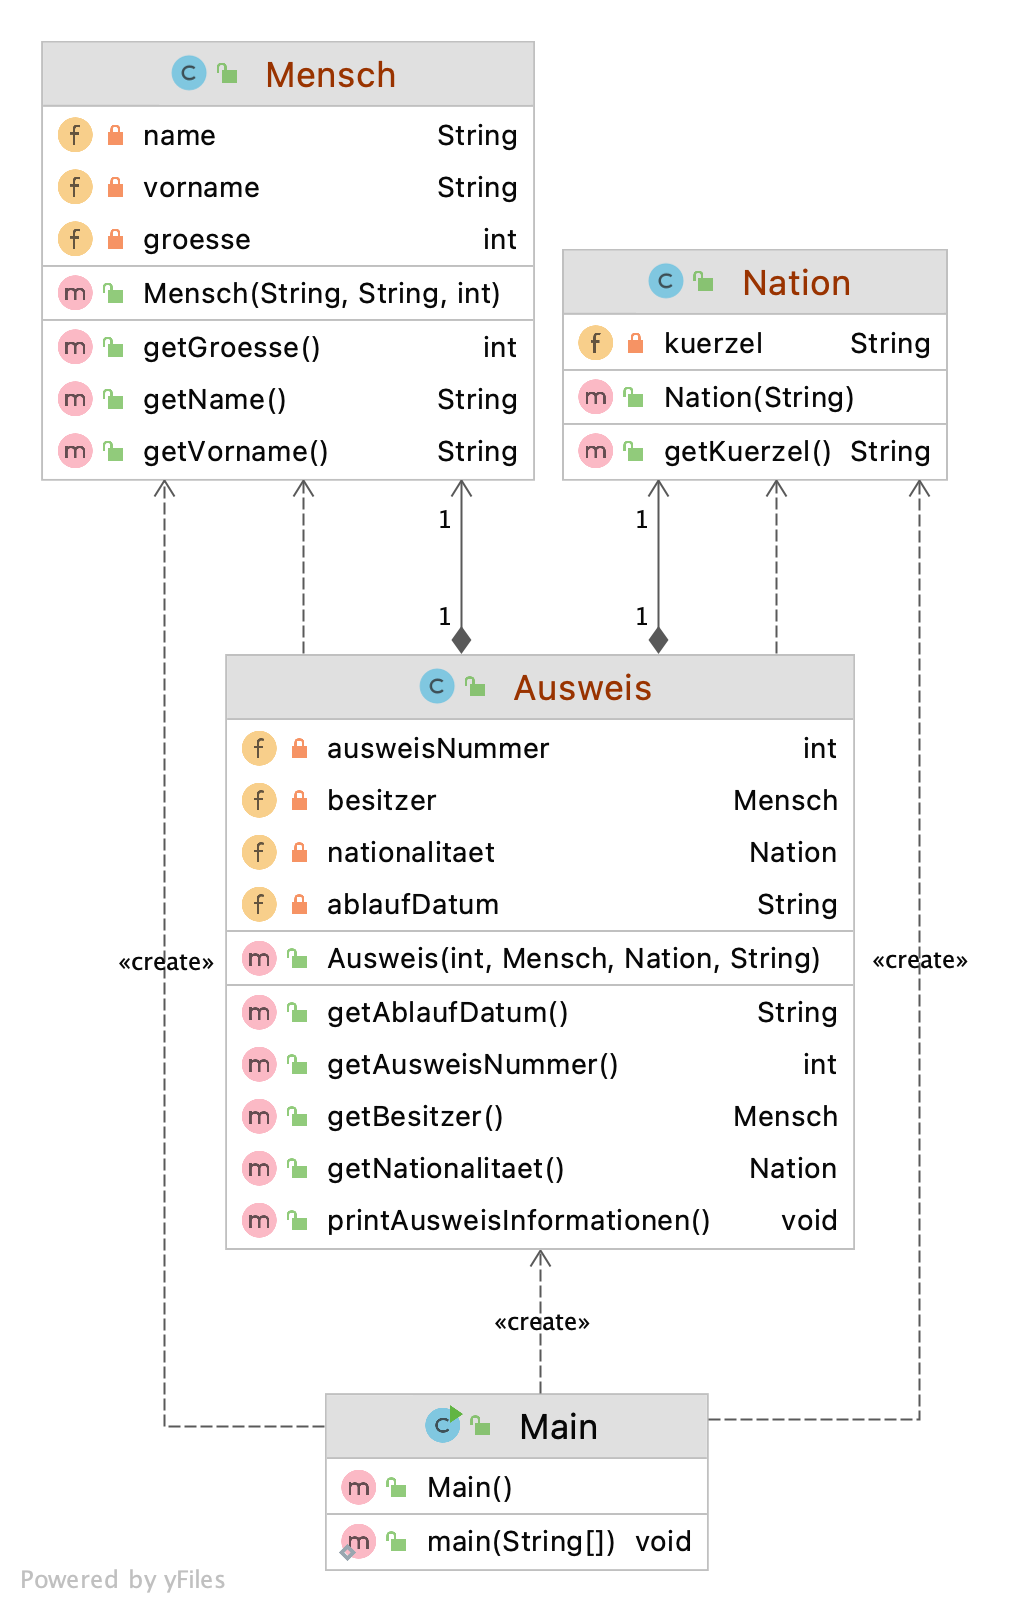 Mensch
name String
vorname String
groesse int
Mensch(String, String, int)
getGroesse() int
getName() String
getVorname() String
Nation
kuerzel String
Nation(String)
getKuerzel() String
1 1
1 1
Ausweis
ausweisNummer int
besitzer Mensch
nationalitaet Nation
ablaufDatum String
Ausweis(int, Mensch, Nation, String)
getAblaufDatum() String
getAusweisNummer() int
getBesitzer() Mensch
getNationalitaet() Nation
printAusweisInformationen() void
«create»
«create»
«create»
Main
Main()
main(String[]) void
Powered by yFiles